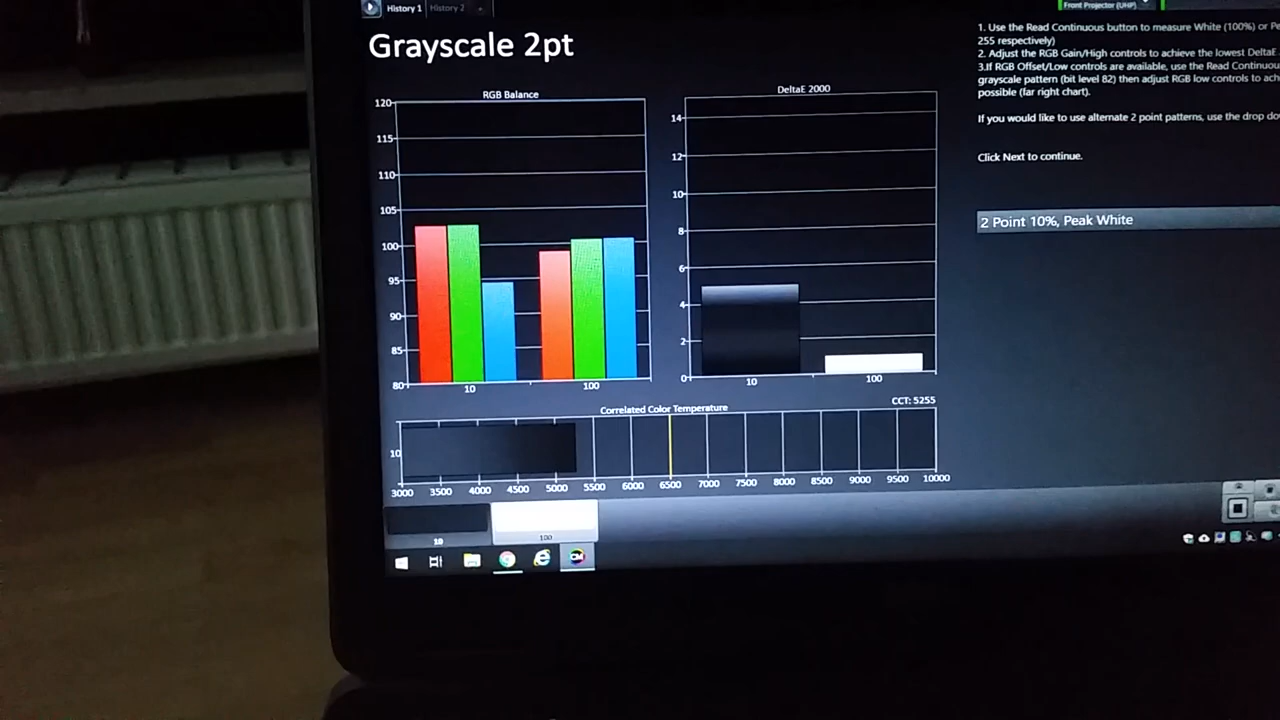 History 1 History 2
Front Projector (UHP)
Grayscale 2pt
1. Use the Read Continuous button to measure White (100%) or
255 respectively)
2. Adjust the RGB Gain/High controls to achieve the lowest DeltaE
3.If RGB Offset/Low controls are available, use the Read
grayscale pattern (bit level 82) then adjust RGB low controls to
possible (far right chart).
If you would like to use alternate 2 point patterns, use the drop
Click Next to continue.
2 Point 10%, Peak White
RGB Balance
120
115
110
105
100
95
90
85
80
10 100
DeltaE 2000
14
12
10
8
6
4
2
0
10 100
Correlated Color Temperature
CCT: 5255
10
3000 3500 4000 4500 5000 5500 6000 6500 7000 7500 8000 8500 9000 9500 10000
10 100
CM